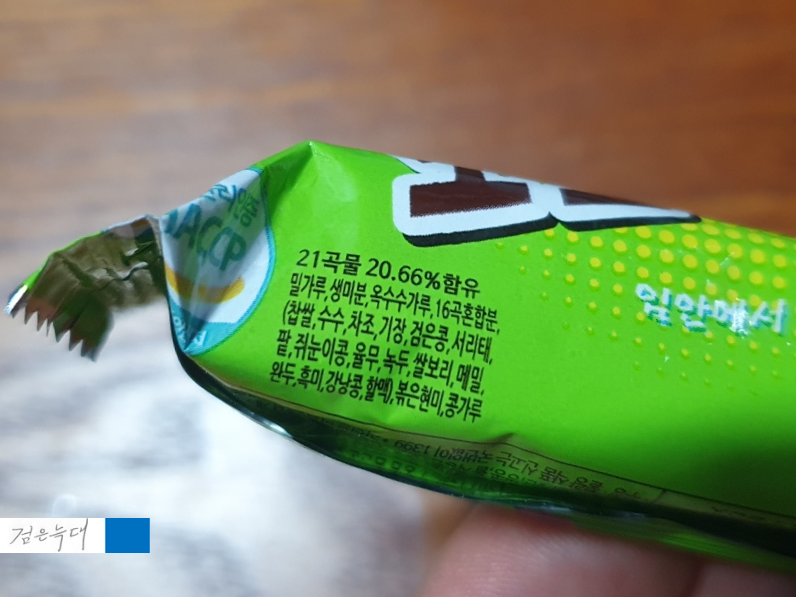 21곡물 20.66%함유
밀가루,생미분,옥수수가루,16곡혼합분,
(찹쌀,수수,차조,기장,검은콩,서리태,
팥,쥐눈이콩,율무,녹두,쌀보리,메밀,
완두,흑미,강낭콩,할맥),볶은현미,콩가루
입안에서
HACCP
검은늑대